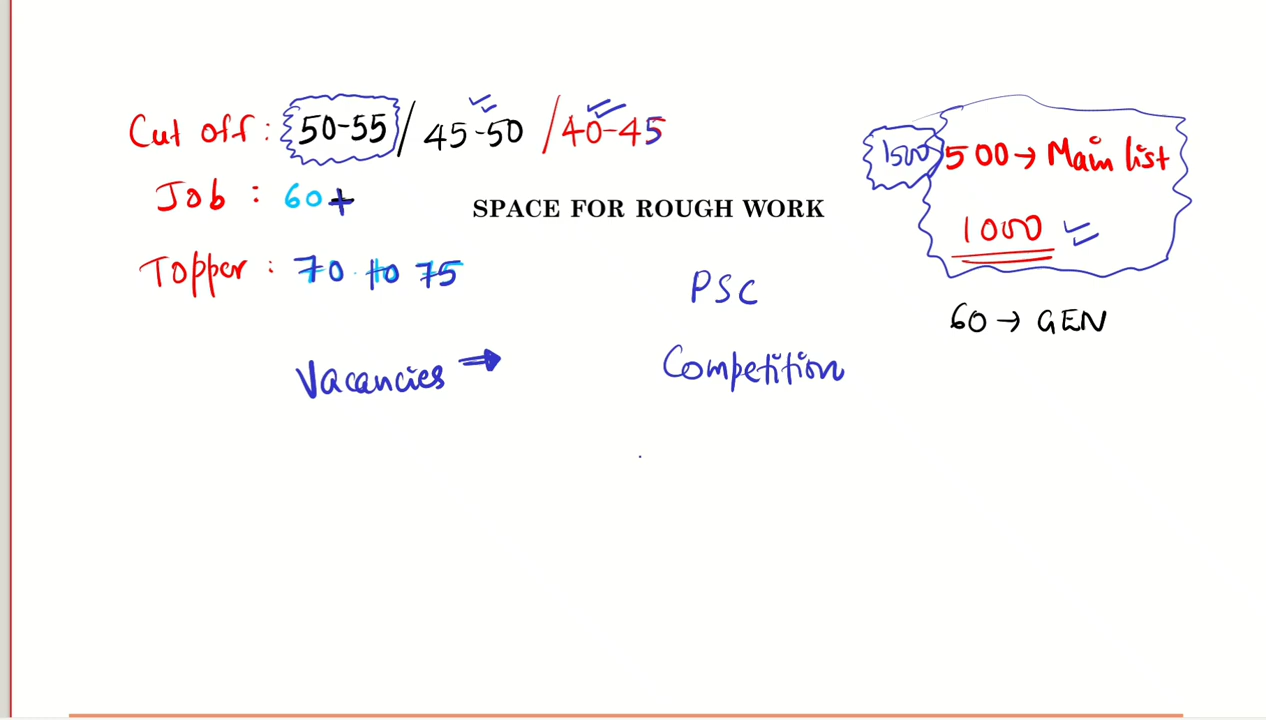 Cut off: 50-55 / 45-50 / 40-45
Job : 60+
SPACE FOR ROUGH WORK
Topper : 70 to 75
1500 500 → Main list
1000
60 → GEN
PSC
Vacancies ⇒
Competition